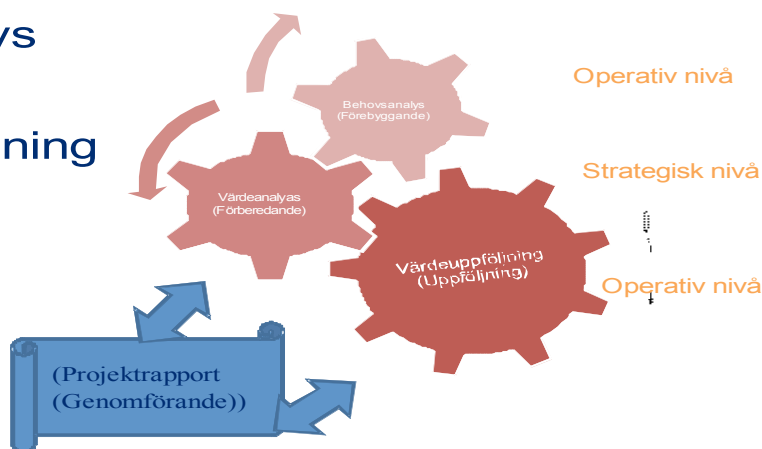 ys
Operativ nivå
Behovsanalys
(Förebyggande)
ning
Strategisk nivå
Värdeanalyas
(Förberedande)
Värdeuppföljning
(Uppföljning)
Operativ nivå
(Projektrapport
(Genomförande))